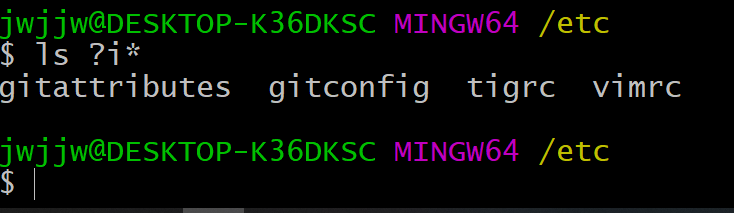 jwjjw@DESKTOP-K36DKSC MINGW64 /etc
$ ls ?i*
gitattributes  gitconfig  tigrc  vimrc
jwjjw@DESKTOP-K36DKSC MINGW64 /etc
$